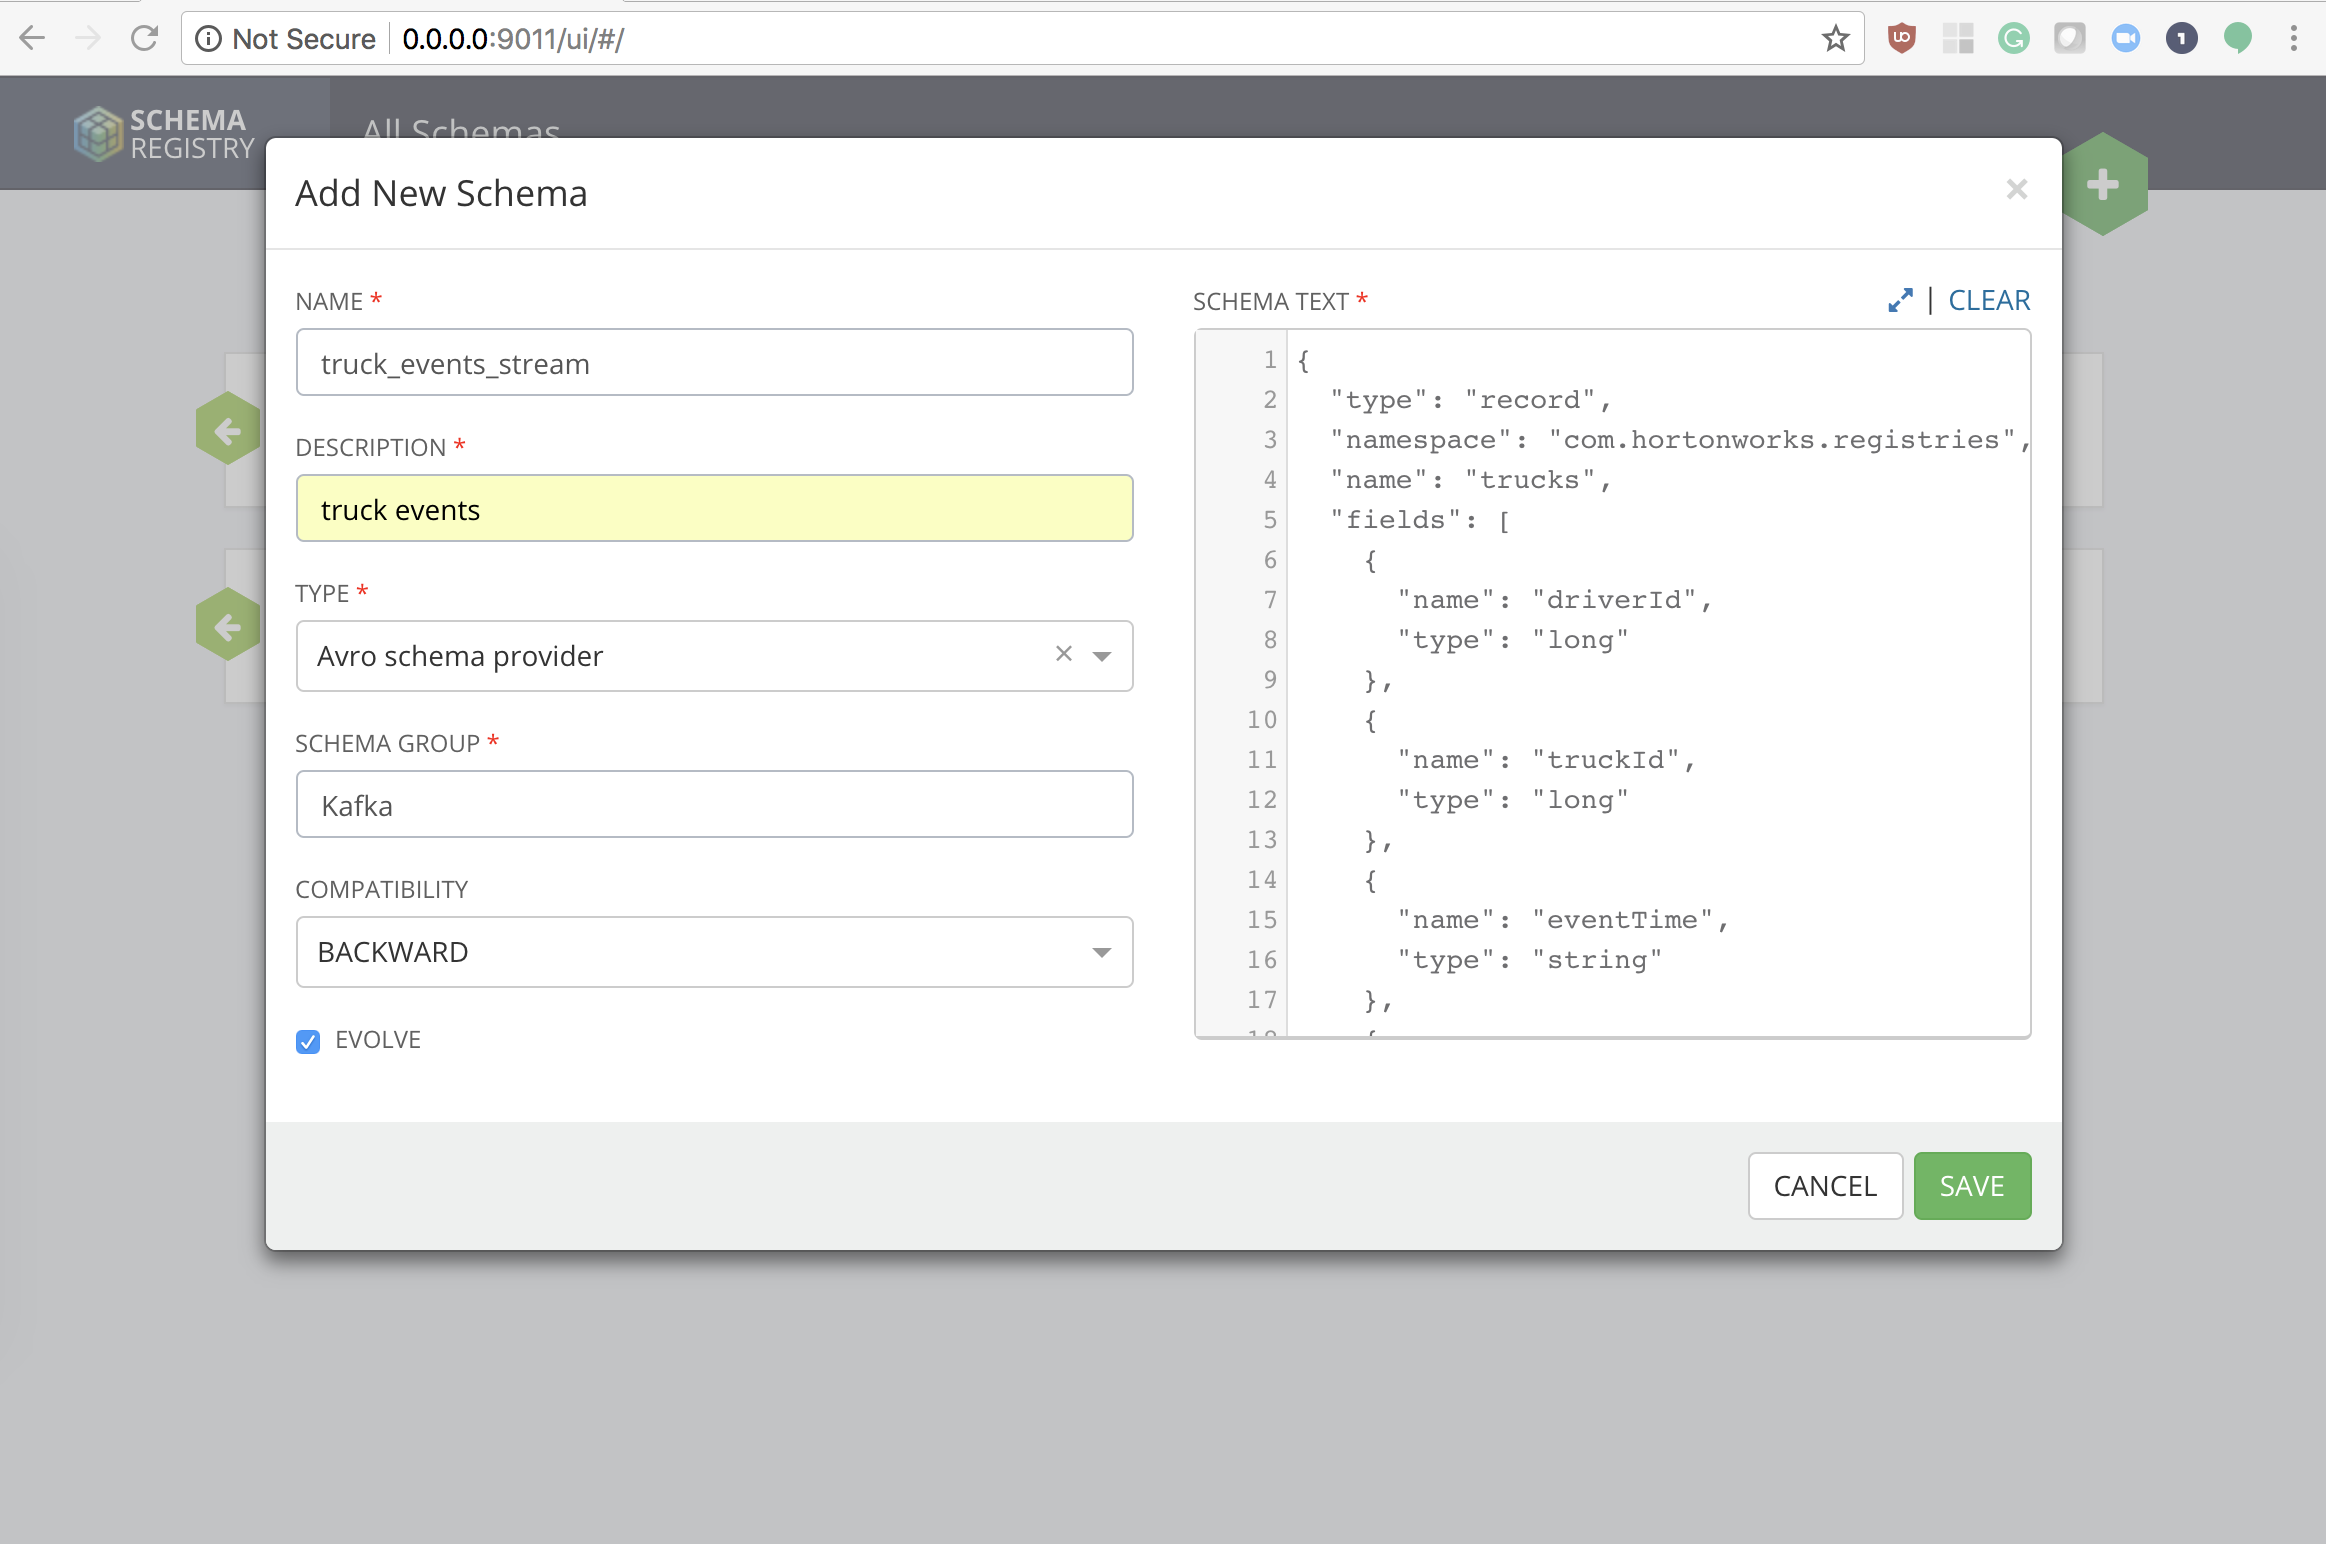 Not Secure 0.0.0.0:9011/ui/#/
SCHEMA
REGISTRY
All Schemas
Add New Schema
NAME *
truck_events_stream
DESCRIPTION *
truck events
TYPE *
Avro schema provider
SCHEMA GROUP *
Kafka
COMPATIBILITY
BACKWARD
EVOLVE
SCHEMA TEXT * | CLEAR
1 {
2 "type": "record",
3 "namespace": "com.hortonworks.registries",
4 "name": "trucks",
5 "fields": [
6 {
7 "name": "driverId",
8 "type": "long"
9 },
10 {
11 "name": "truckId",
12 "type": "long"
13 },
14 {
15 "name": "eventTime",
16 "type": "string"
17 },
18 {
CANCEL SAVE